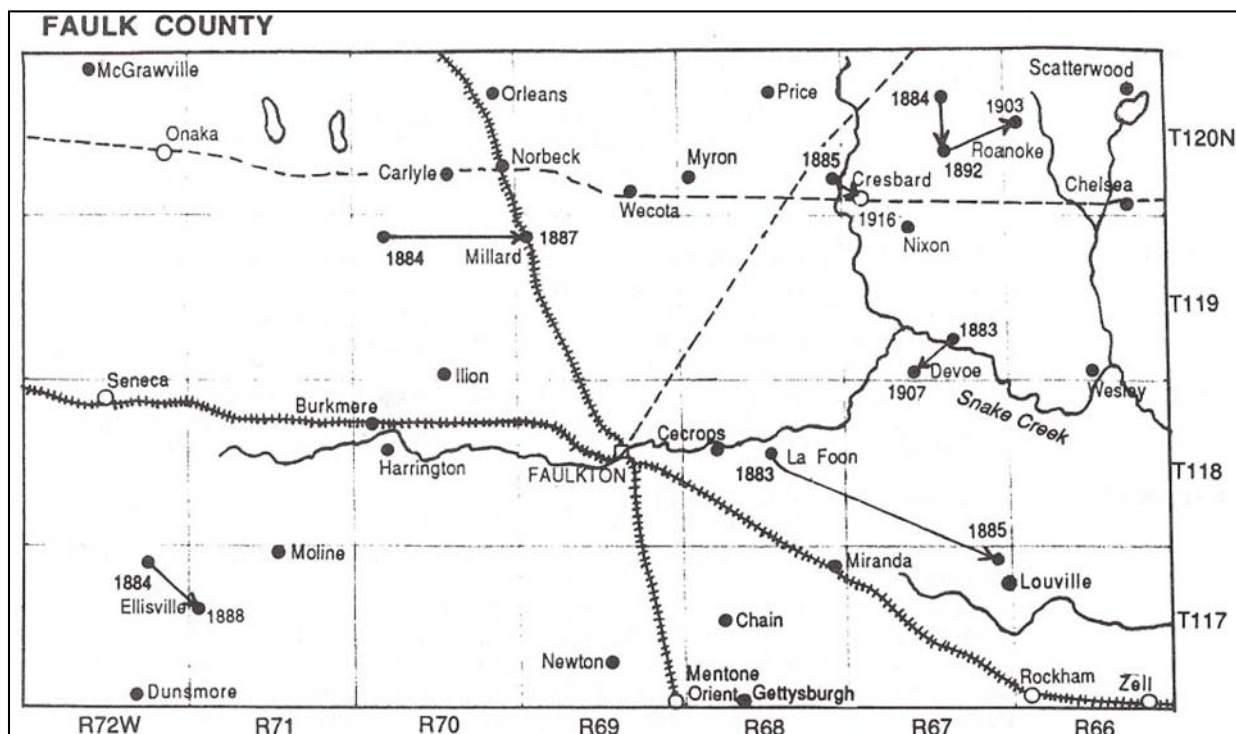 FAULK COUNTY
McGrawville
Orleans
Price
Scatterwood
1884
1903
Onaka
T120N
Norbeck
Myron
1885
Roanoke
Carlyle
Cresbard
1892
Chelsea
Wecota
1916
1887
Nixon
1884
Millard
T119
1883
Ilion
Devoe
Seneca
1907
Wesley
Burkmere
Snake Creek
Cecrops
Harrington
FAULKTON
1883
La Foon
T118
1885
Moline
Miranda
1884
Louville
Ellisville
1888
Chain
T117
Newton
Mentone
Rockham
Zell
Dunsmore
Orient
Gettysburgh
R72W
R71
R70
R69
R68
R67
R66